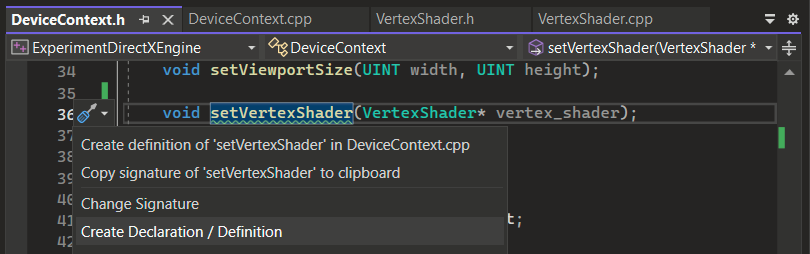 DeviceContext.h DeviceContext.cpp VertexShader.h VertexShader.cpp
ExperimentDirectXEngine DeviceContext setVertexShader(VertexShader *
34 void setViewportSize(UINT width, UINT height);
35
36 void setVertexShader(VertexShader* vertex_shader);
37
Create definition of 'setVertexShader' in DeviceContext.cpp
38
Copy signature of 'setVertexShader' to clipboard
39
40
Change Signature
41 t;
Create Declaration / Definition
42